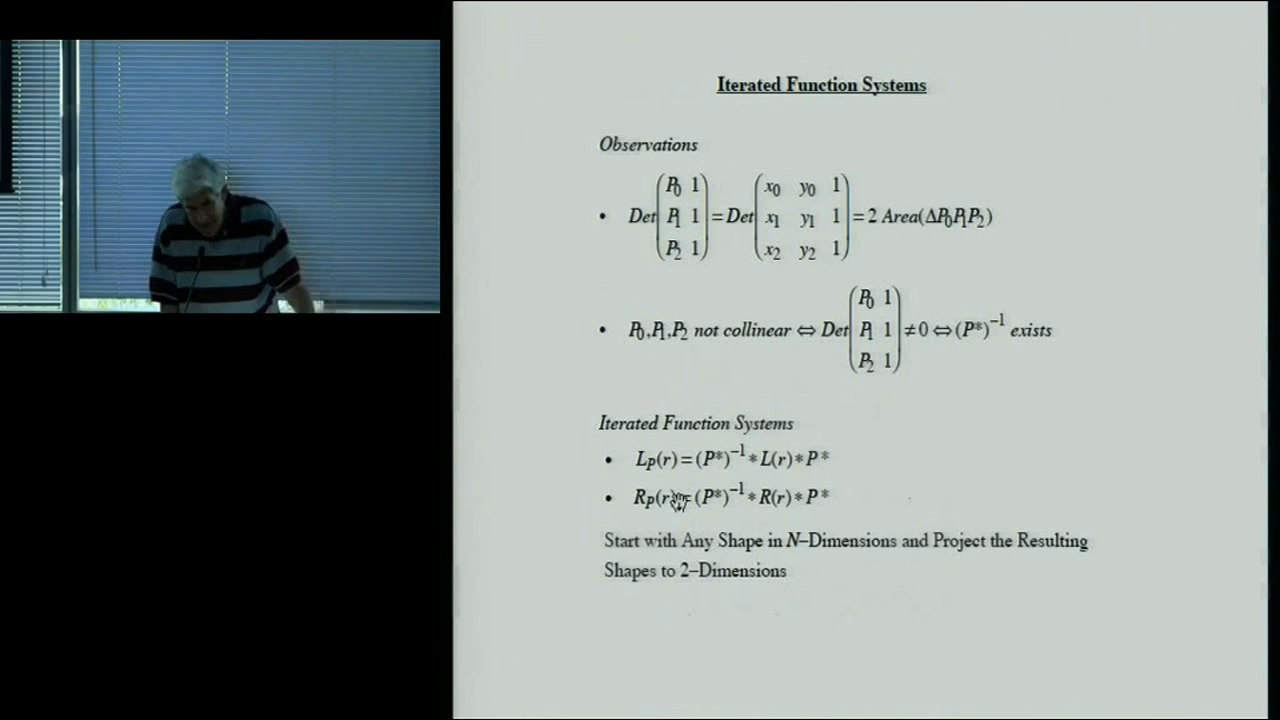 Iterated Function Systems
Observations
• Det(P₀ 1; P₁ 1; P₂ 1) = Det(x₀ y₀ 1; x₁ y₁ 1; x₂ y₂ 1) = 2 Area(ΔP₀P₁P₂)
• P₀,P₁,P₂ not collinear ⇔ Det(P₀ 1; P₁ 1; P₂ 1) ≠ 0 ⇔ (P*)⁻¹ exists
Iterated Function Systems
• L_P(r) = (P*)⁻¹ * L(r) * P*
• R_P(r) = (P*)⁻¹ * R(r) * P*
Start with Any Shape in N–Dimensions and Project the Resulting
Shapes to 2–Dimensions